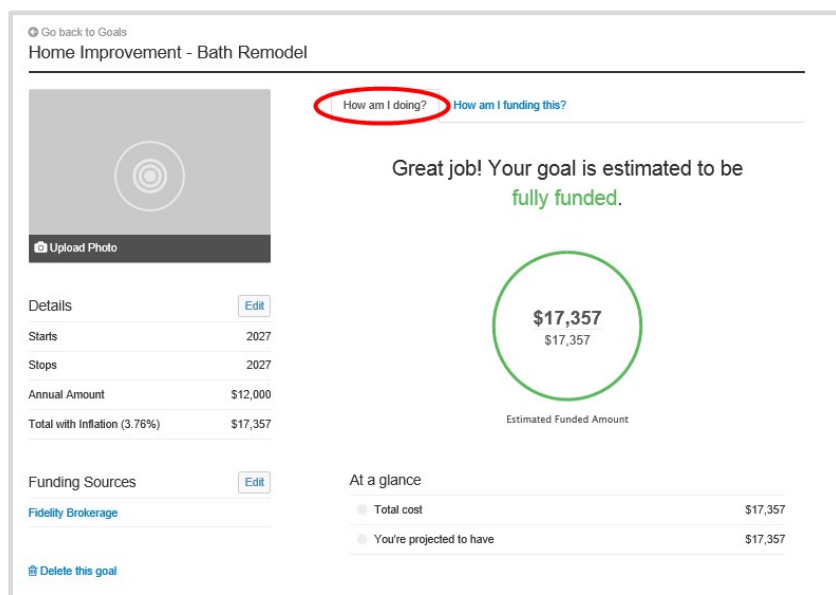 Go back to Goals
Home Improvement - Bath Remodel
Upload Photo
Details Edit
Starts 2027
Stops 2027
Annual Amount $12,000
Total with Inflation (3.76%) $17,357
Funding Sources Edit
Fidelity Brokerage
Delete this goal
How am I doing? How am I funding this?
Great job! Your goal is estimated to be
fully funded.
$17,357
$17,357
Estimated Funded Amount
At a glance
Total cost $17,357
You're projected to have $17,357